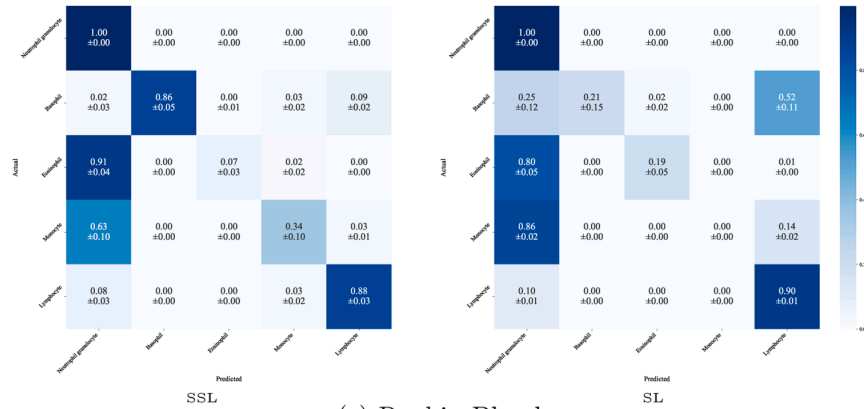 Neutrophil granulocyte
1.00 0.00 0.00 0.00 0.00
±0.00 ±0.00 ±0.00 ±0.00 ±0.00
Basophil
0.02 0.86 0.00 0.03 0.09
±0.03 ±0.05 ±0.01 ±0.02 ±0.02
Eosinophil
0.91 0.00 0.07 0.02 0.00
±0.04 ±0.00 ±0.03 ±0.02 ±0.00
Monocyte
0.63 0.00 0.00 0.34 0.03
±0.10 ±0.00 ±0.00 ±0.10 ±0.01
Lymphocyte
0.08 0.00 0.00 0.03 0.88
±0.03 ±0.00 ±0.00 ±0.02 ±0.03
Actual
Neutrophil granulocyte Basophil Eosinophil Monocyte Lymphocyte
Predicted
SSL
Neutrophil granulocyte
1.00 0.00 0.00 0.00 0.00
±0.00 ±0.00 ±0.00 ±0.00 ±0.00
Basophil
0.25 0.21 0.02 0.00 0.52
±0.12 ±0.15 ±0.02 ±0.00 ±0.11
Eosinophil
0.80 0.00 0.19 0.00 0.01
±0.05 ±0.00 ±0.05 ±0.00 ±0.00
Monocyte
0.86 0.00 0.00 0.00 0.14
±0.02 ±0.00 ±0.00 ±0.00 ±0.02
Lymphocyte
0.10 0.00 0.00 0.00 0.90
±0.01 ±0.00 ±0.00 ±0.00 ±0.01
Actual
Neutrophil granulocyte Basophil Eosinophil Monocyte Lymphocyte
Predicted
SL